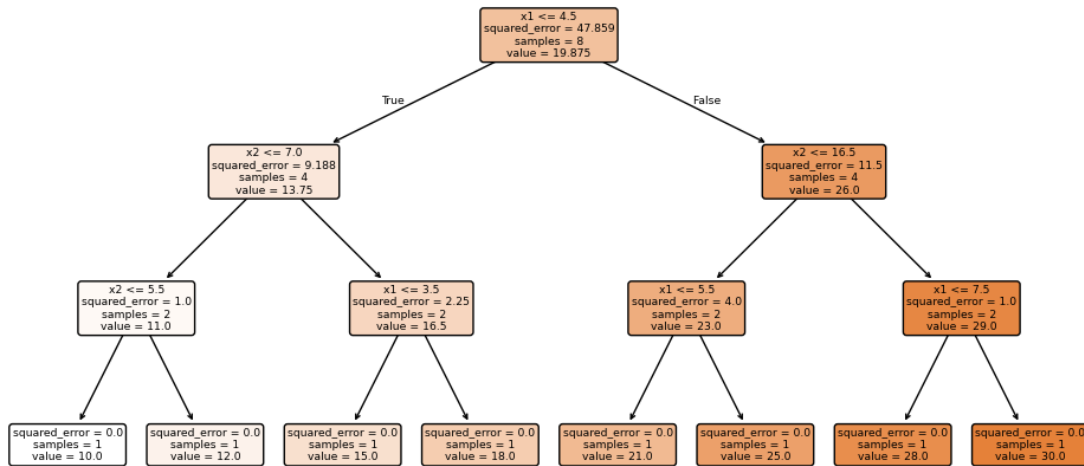 x1 <= 4.5
squared_error = 47.859
samples = 8
value = 19.875
True
False
x2 <= 7.0
squared_error = 9.188
samples = 4
value = 13.75
x2 <= 16.5
squared_error = 11.5
samples = 4
value = 26.0
x2 <= 5.5
squared_error = 1.0
samples = 2
value = 11.0
x1 <= 3.5
squared_error = 2.25
samples = 2
value = 16.5
x1 <= 5.5
squared_error = 4.0
samples = 2
value = 23.0
x1 <= 7.5
squared_error = 1.0
samples = 2
value = 29.0
squared_error = 0.0
samples = 1
value = 10.0
squared_error = 0.0
samples = 1
value = 12.0
squared_error = 0.0
samples = 1
value = 15.0
squared_error = 0.0
samples = 1
value = 18.0
squared_error = 0.0
samples = 1
value = 21.0
squared_error = 0.0
samples = 1
value = 25.0
squared_error = 0.0
samples = 1
value = 28.0
squared_error = 0.0
samples = 1
value = 30.0